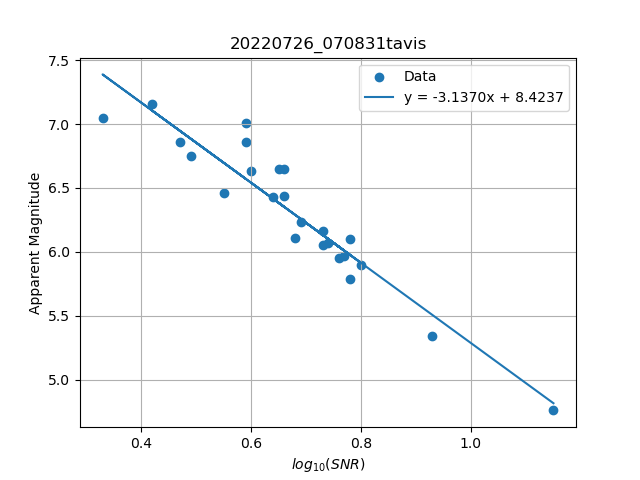 20220726_070831tavis
7.5
7.0
6.5
6.0
5.5
5.0
Apparent Magnitude
Data
y = -3.1370x + 8.4237
0.4 0.6 0.8 1.0
log₁₀(SNR)